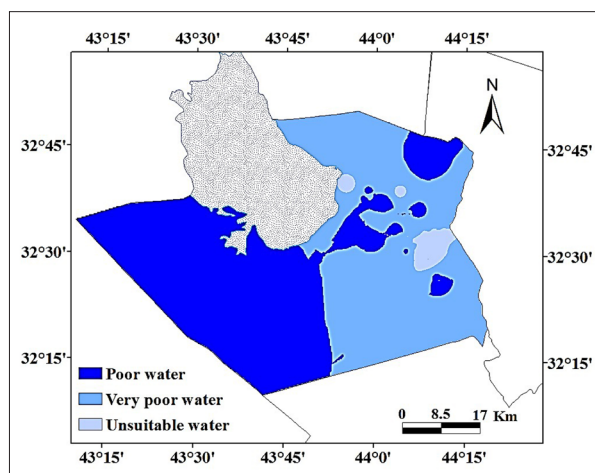 43°15' 43°30' 43°45' 44°0' 44°15'
N
32°45' 32°45'
32°30' 32°30'
32°15' 32°15'
Poor water
Very poor water
Unsuitable water
0 8.5 17 Km
43°15' 43°30' 43°45' 44°0' 44°15'